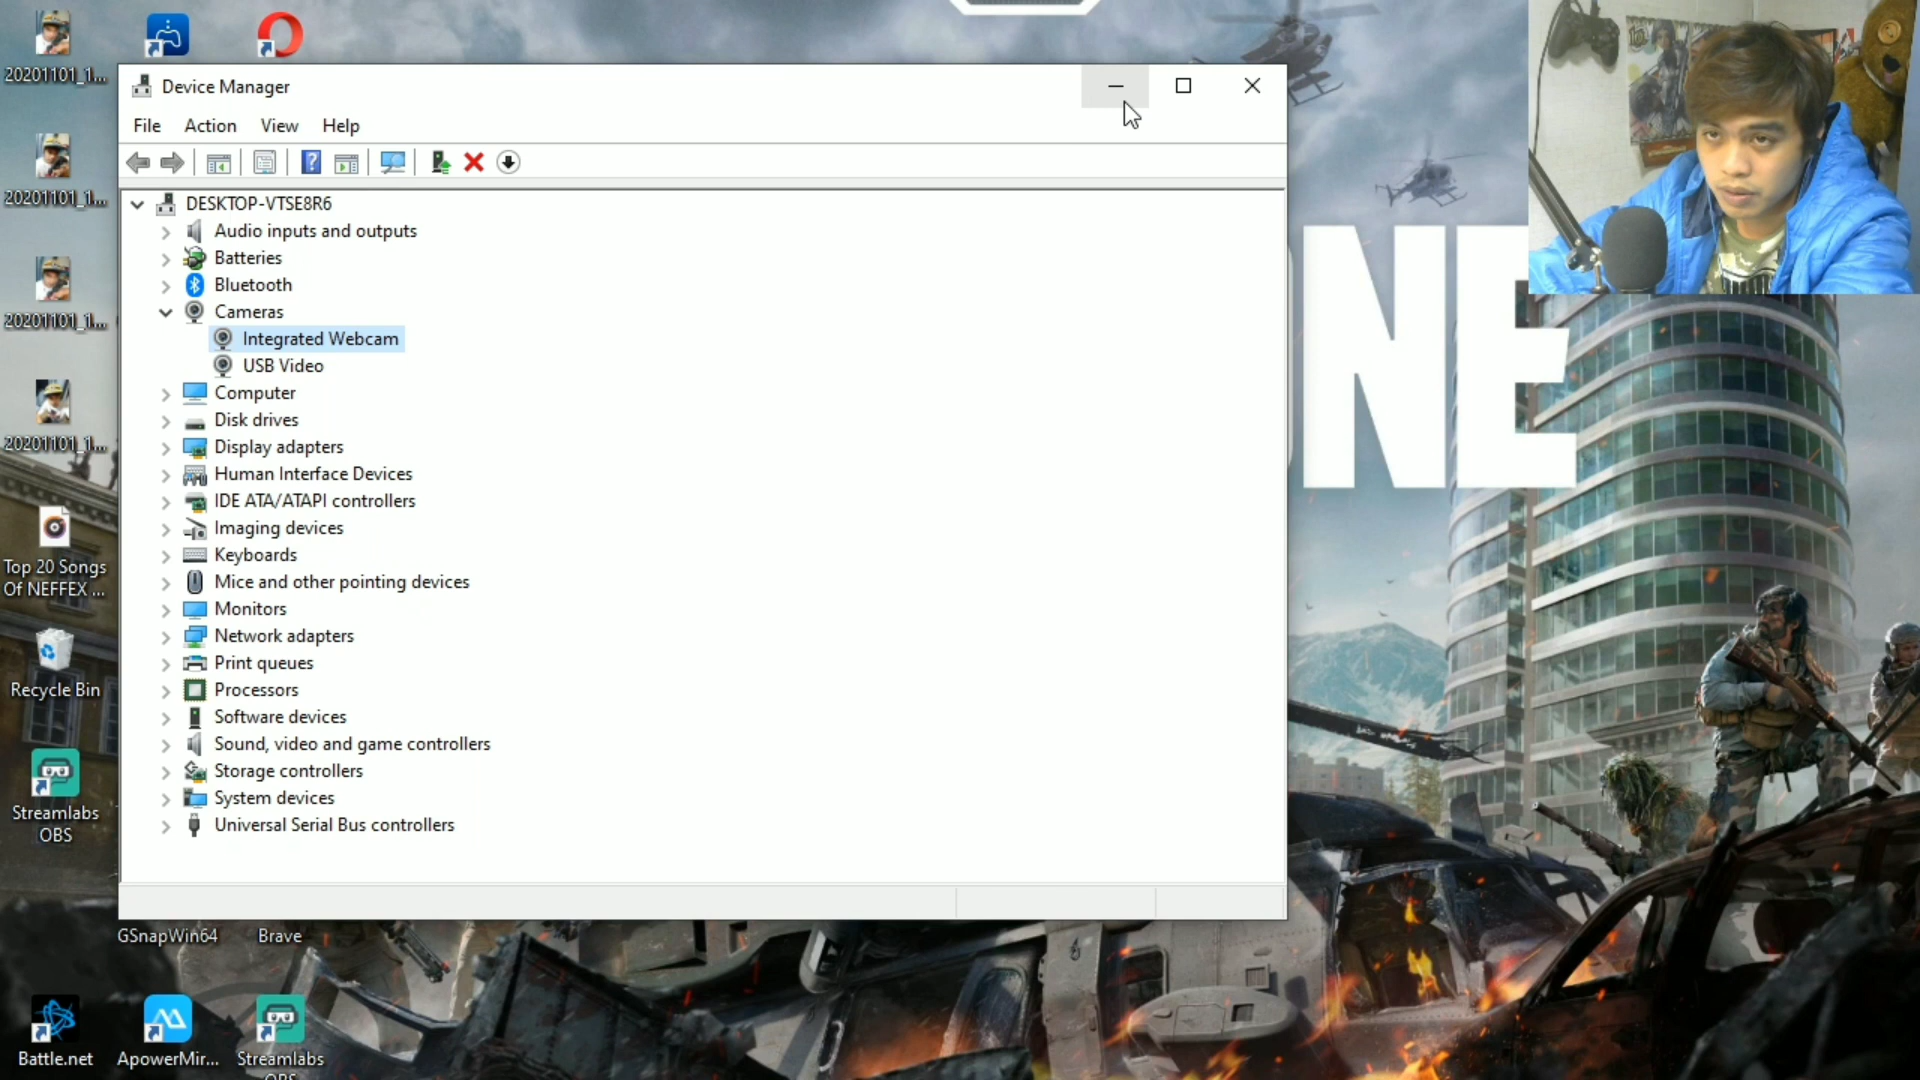 20201101_1...
20201101_1...
20201101_1...
20201101_1...
Top 20 Songs
Of NEFFEX ...
Recycle Bin
Streamlabs
OBS
GSnapWin64
Brave
Battle.net
ApowerMir...
Streamlabs
OBS
Device Manager
File Action View Help
DESKTOP-VTSE8R6
Audio inputs and outputs
Batteries
Bluetooth
Cameras
Integrated Webcam
USB Video
Computer
Disk drives
Display adapters
Human Interface Devices
IDE ATA/ATAPI controllers
Imaging devices
Keyboards
Mice and other pointing devices
Monitors
Network adapters
Print queues
Processors
Software devices
Sound, video and game controllers
Storage controllers
System devices
Universal Serial Bus controllers
ONE